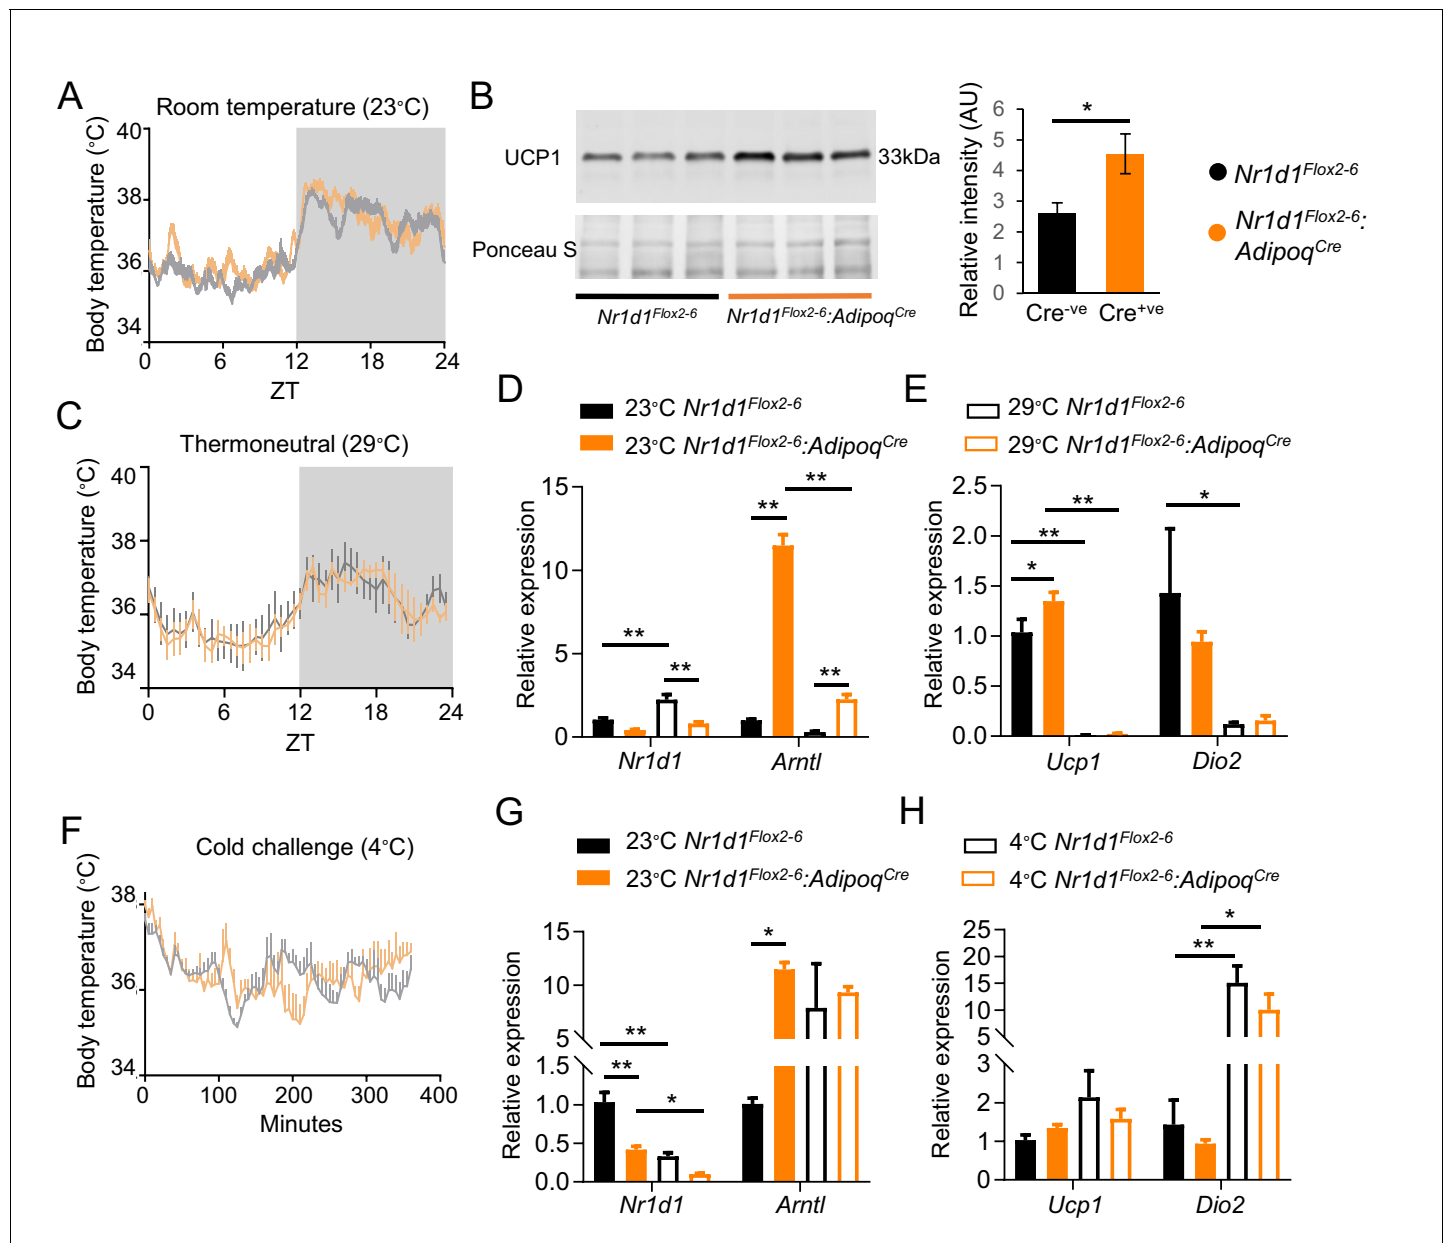 A
Room temperature (23°C)
Body temperature (°C)
40
38
36
34
0 6 12 18 24
ZT
B
UCP1
33kDa
Ponceau S
Nr1d1Flox2-6 Nr1d1Flox2-6:AdipoqCre
Relative intensity (AU)
6
5
4
3
2
1
0
*
Cre-ve Cre+ve
Nr1d1Flox2-6
Nr1d1Flox2-6:
AdipoqCre
C
Thermoneutral (29°C)
Body temperature (°C)
40
38
36
34
0 6 12 18 24
ZT
D
23°C Nr1d1Flox2-6
23°C Nr1d1Flox2-6:AdipoqCre
Relative expression
15
10
5
0
** ** ** ** **
Nr1d1 Arntl
E
29°C Nr1d1Flox2-6
29°C Nr1d1Flox2-6:AdipoqCre
Relative expression
2.5
2.0
1.5
1.0
0.5
0.0
** ** * *
Ucp1 Dio2
F
Cold challenge (4°C)
Body temperature (°C)
38
36
34
0 100 200 300 400
Minutes
G
23°C Nr1d1Flox2-6
23°C Nr1d1Flox2-6:AdipoqCre
Relative expression
15
10
5
1.5
1.0
0.5
0.0
** ** * *
Nr1d1 Arntl
H
4°C Nr1d1Flox2-6
4°C Nr1d1Flox2-6:AdipoqCre
Relative expression
25
20
15
10
5
3
2
1
0
** *
Ucp1 Dio2